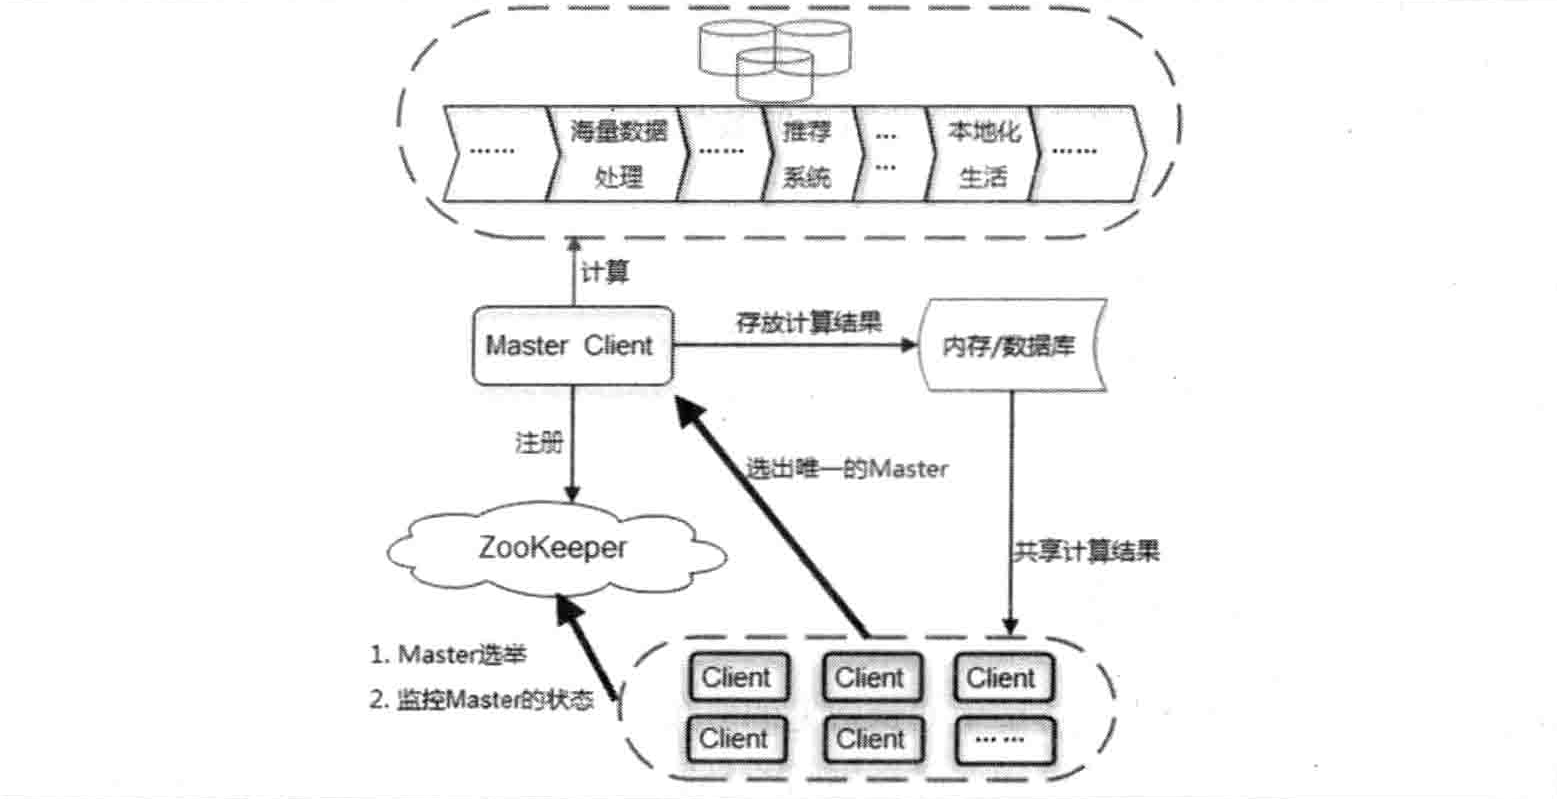 …… 海量数据 …… 推荐 … 本地化 ……
处理 系统 … 生活
计算
存放计算结果
Master Client
内存/数据库
注册
选出唯一的Master
ZooKeeper
共享计算结果
1. Master选举
2. 监控Master的状态
Client Client Client
Client Client ……